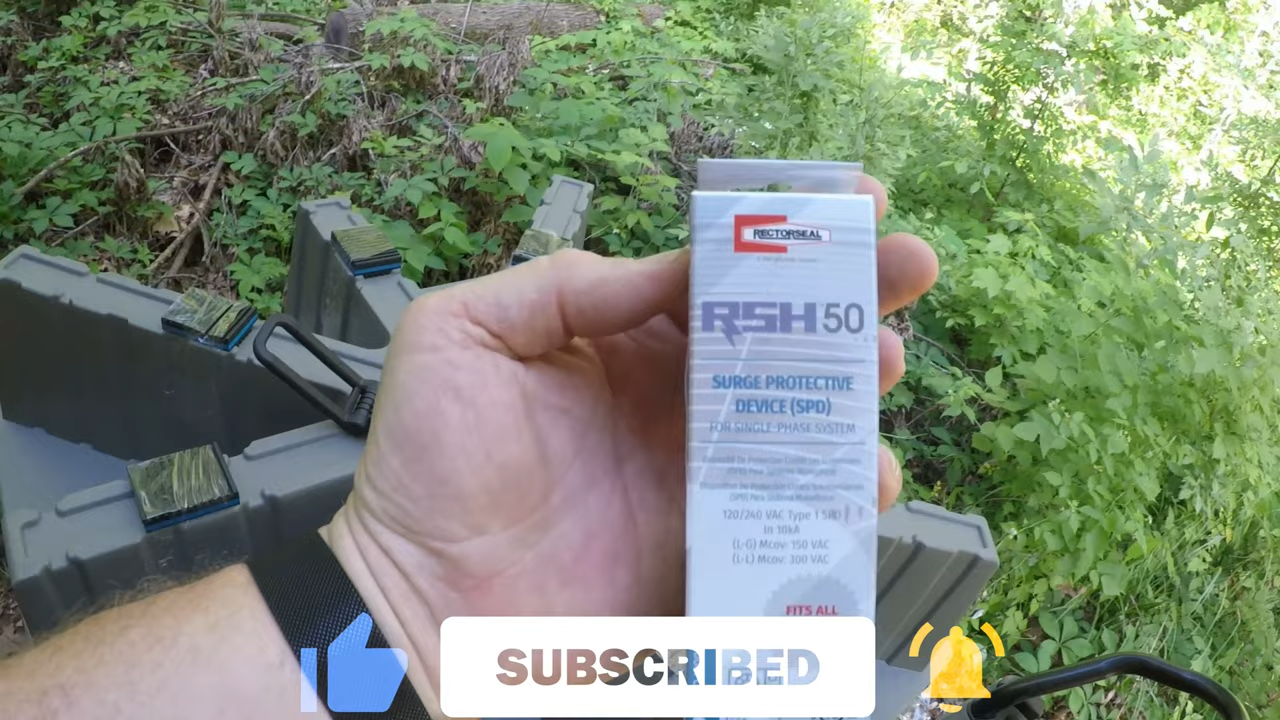 RECTORSEAL
RSH 50
SURGE PROTECTIVE
DEVICE (SPD)
FOR SINGLE-PHASE SYSTEM
120/240 VAC Type 1 SPD
In 10kA
(L-G) Mcov: 150 VAC
(L-L) Mcov: 300 VAC
FITS ALL
SUBSCRIBED